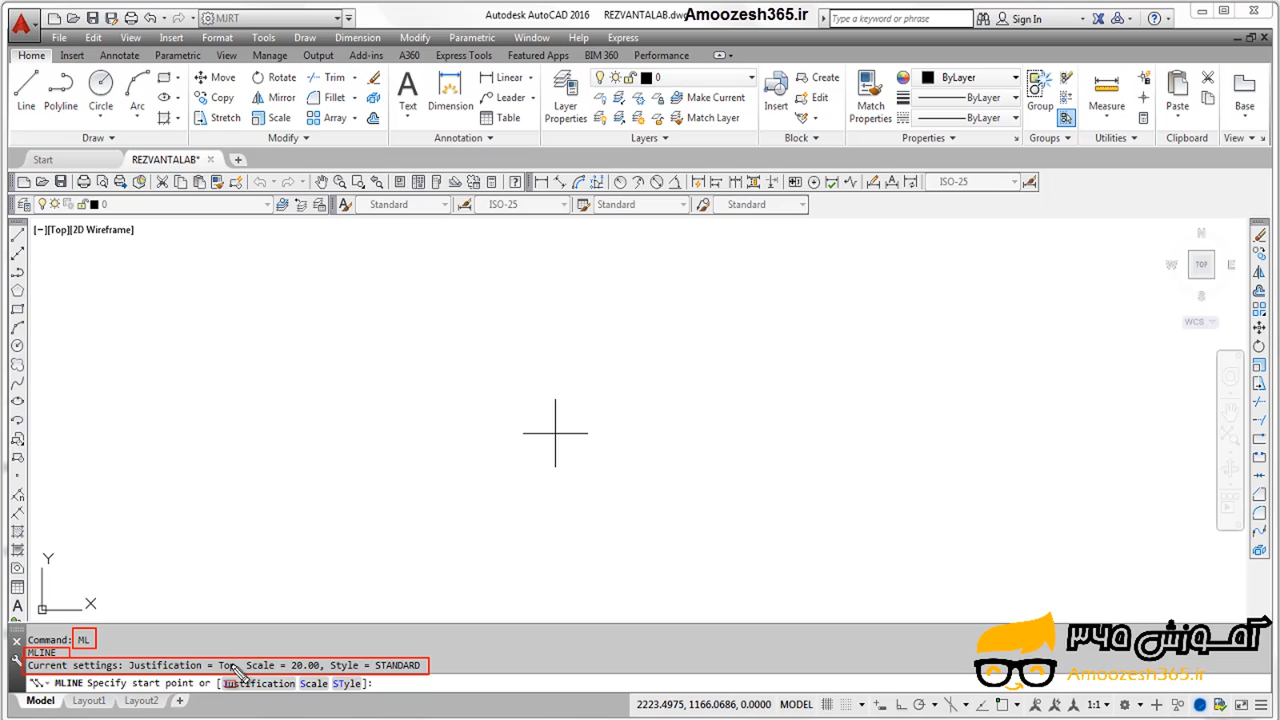 MJRT
Autodesk AutoCAD 2016 REZVANTALAB.dwg
Amoozesh365.ir
Type a keyword or phrase
Sign In
File Edit View Insert Format Tools Draw Dimension Modify Parametric Window Help Express
Home Insert Annotate Parametric View Manage Output Add-ins A360 Express Tools Featured Apps BIM 360 Performance
Line Polyline Circle Arc
Move Rotate Trim
Copy Mirror Fillet
Stretch Scale Array
Text Dimension
Linear
Leader
Table
Layer Properties
0
Make Current
Match Layer
Insert
Create
Edit
Match Properties
ByLayer
ByLayer
ByLayer
Group
Measure
Paste
Base
Draw Modify Annotation Layers Block Properties Groups Utilities Clipboard View
Start REZVANTALAB*
ISO-25
0 Standard ISO-25 Standard Standard
[−][Top][2D Wireframe]
N
W TOP E
S
WCS
Y
X
Command: ML
MLINE
Current settings: Justification = Top, Scale = 20.00, Style = STANDARD
MLINE Specify start point or [Justification Scale STyle]:
آمـــوزش ۳۶۵
Amoozesh365.ir
Model Layout1 Layout2
2223.4975, 1166.0686, 0.0000 MODEL 1:1